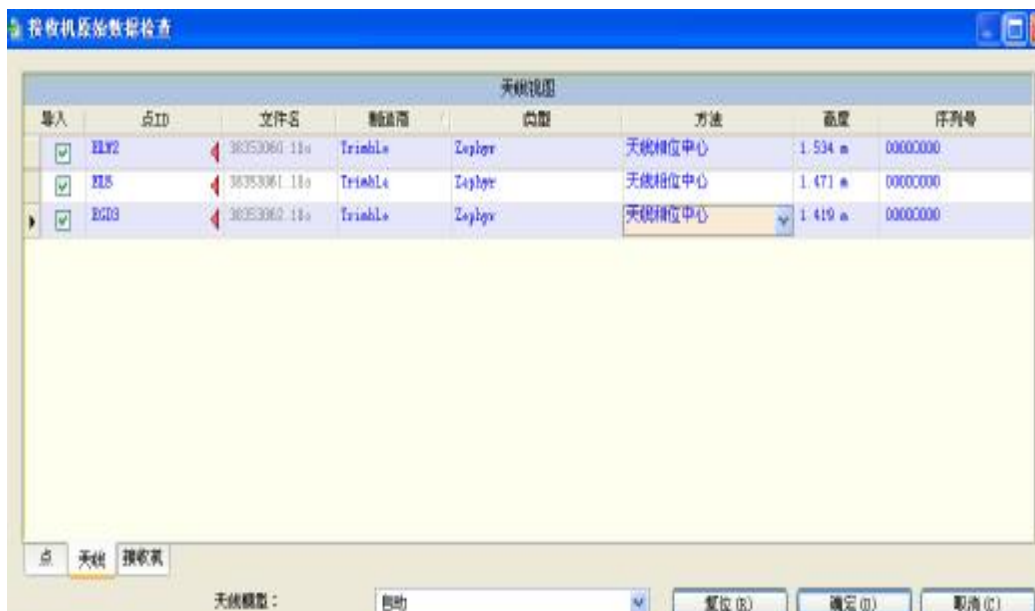 接收机原始数据检查
天线视图
导入 点ID 文件名 制造商 类型 方法 高度 序列号
Trimble Zephyr 天线相位中心 1.534 m 00000000
Trimble Zephyr 天线相位中心 1.471 m 00000000
Trimble Zephyr 天线相位中心 1.419 m 00000000
点 天线 接收机
天线模型： 自动 复位(R) 确定(O) 取消(C)